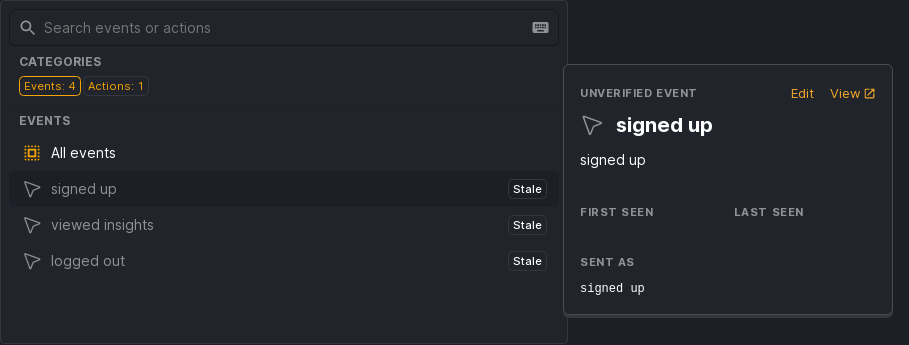 Search events or actions
CATEGORIES
Events: 4
Actions: 1
EVENTS
All events
signed up
Stale
viewed insights
Stale
logged out
Stale
UNVERIFIED EVENT
Edit
View
signed up
signed up
FIRST SEEN
LAST SEEN
SENT AS
signed up